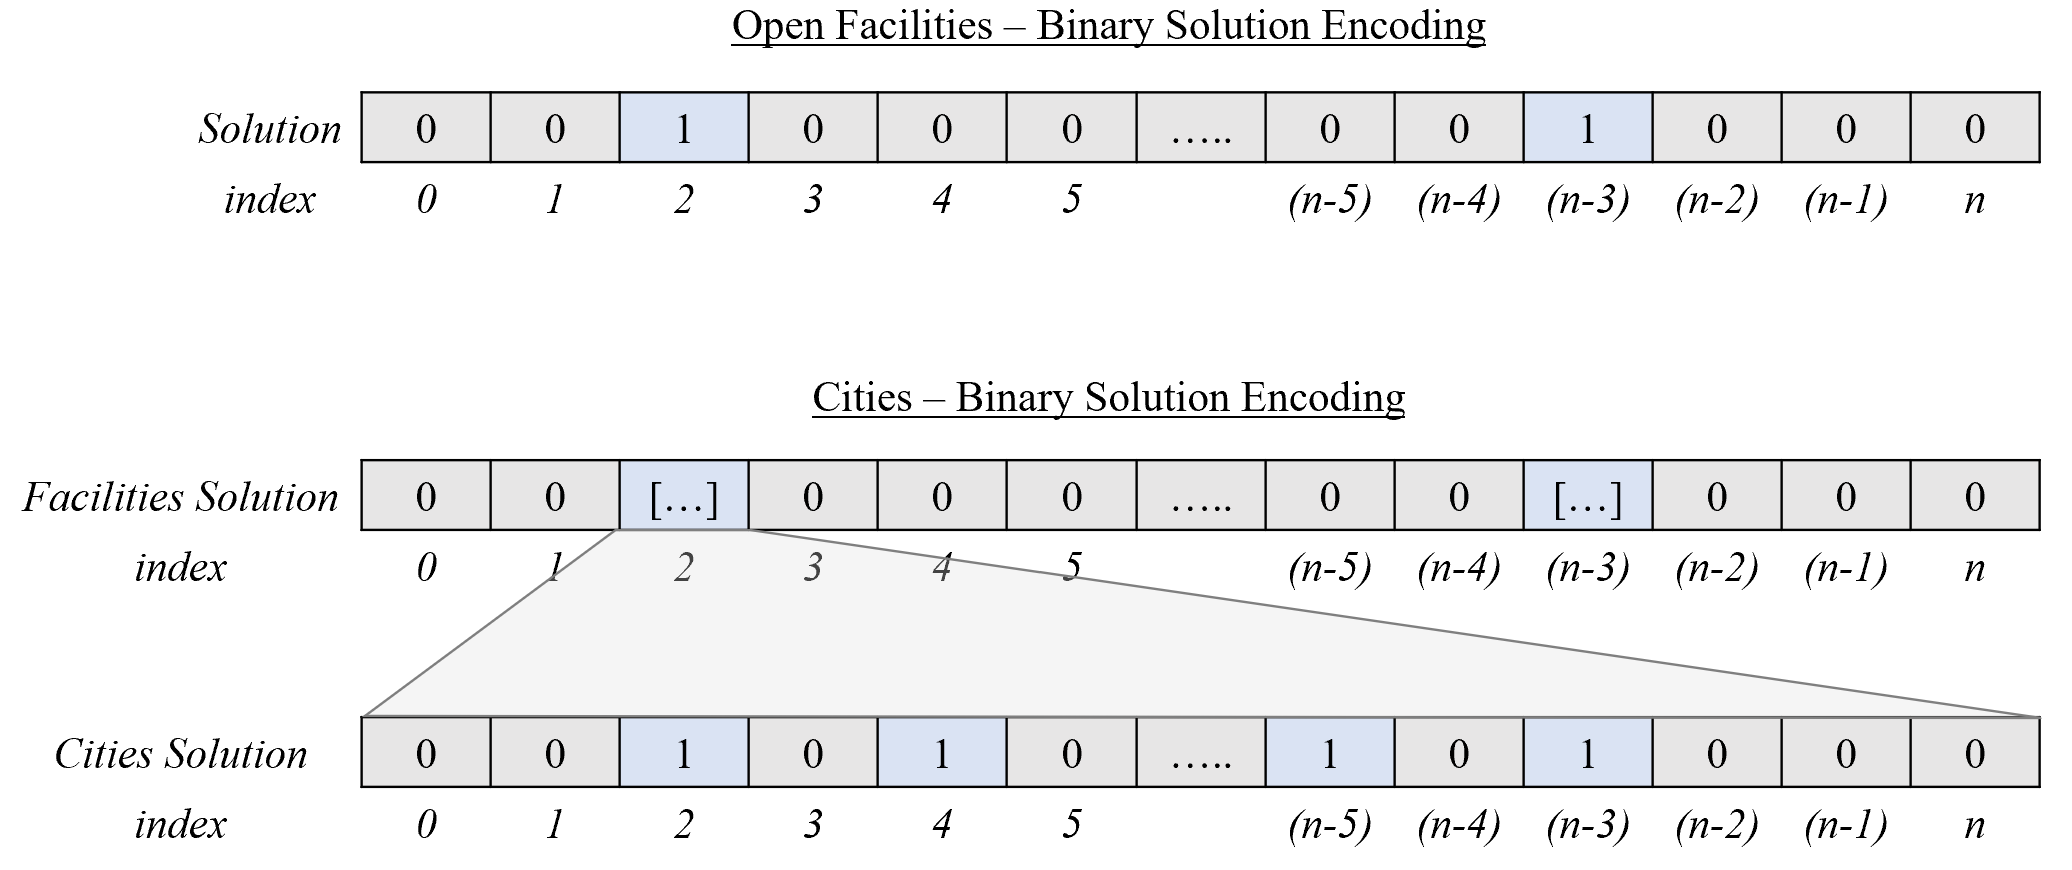 Open Facilities – Binary Solution Encoding
Solution 0 0 1 0 0 0 ..... 0 0 1 0 0 0
index 0 1 2 3 4 5 (n-5) (n-4) (n-3) (n-2) (n-1) n
Cities – Binary Solution Encoding
Facilities Solution 0 0 [...] 0 0 0 ..... 0 0 [...] 0 0 0
index 0 1 2 3 4 5 (n-5) (n-4) (n-3) (n-2) (n-1) n
Cities Solution 0 0 1 0 1 0 ..... 1 0 1 0 0 0
index 0 1 2 3 4 5 (n-5) (n-4) (n-3) (n-2) (n-1) n